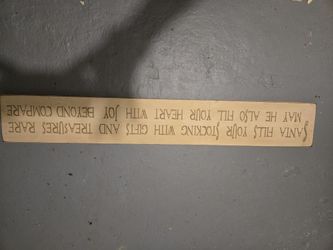 SANTA FILLS YOUR STOCKING WITH GIFTS AND TREASURES RARE
MAY HE ALSO FILL YOUR HEART WITH JOY BEYOND COMPARE